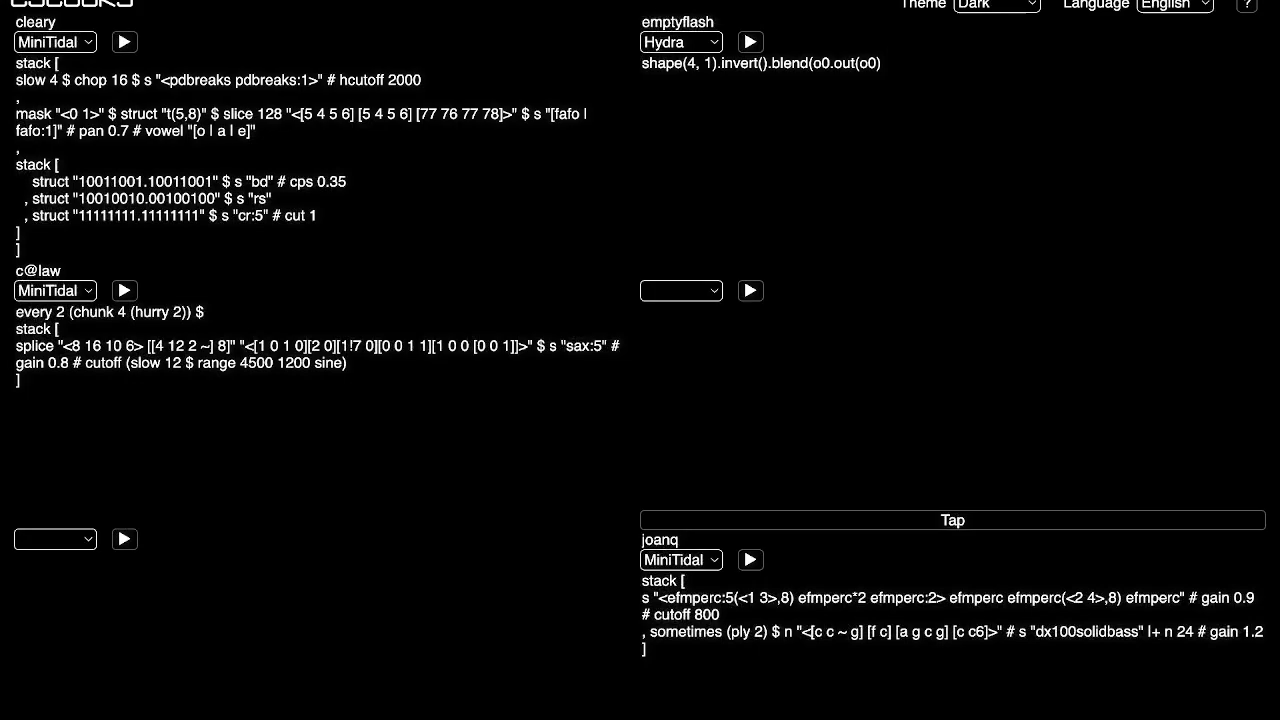 Theme Dark Language English ?
cleary
MiniTidal
stack [
slow 4 $ chop 16 $ s "<pdbreaks pdbreaks:1>" # hcutoff 2000
,
mask "<0 1>" $ struct "t(5,8)" $ slice 128 "<[5 4 5 6] [5 4 5 6] [77 76 77 78]>" $ s "[fafo |
fafo:1]" # pan 0.7 # vowel "[o | a | e]"
,
stack [
struct "10011001.10011001" $ s "bd" # cps 0.35
, struct "10010010.00100100" $ s "rs"
, struct "11111111.11111111" $ s "cr:5" # cut 1
]
]
emptyflash
Hydra
shape(4, 1).invert().blend(o0.out(o0)
c@law
MiniTidal
every 2 (chunk 4 (hurry 2)) $
stack [
splice "<8 16 10 6> [[4 12 2 ~] 8]" "<[1 0 1 0][2 0][1!7 0][0 0 1 1][1 0 0 [0 0 1]]>" $ s "sax:5" #
gain 0.8 # cutoff (slow 12 $ range 4500 1200 sine)
]
Tap
joanq
MiniTidal
stack [
s "<efmperc:5(<1 3>,8) efmperc*2 efmperc:2> efmperc efmperc(<2 4>,8) efmperc" # gain 0.9
# cutoff 800
, sometimes (ply 2) $ n "<[c c ~ g] [f c] [a g c g] [c c6]>" # s "dx100solidbass" |+ n 24 # gain 1.2
]